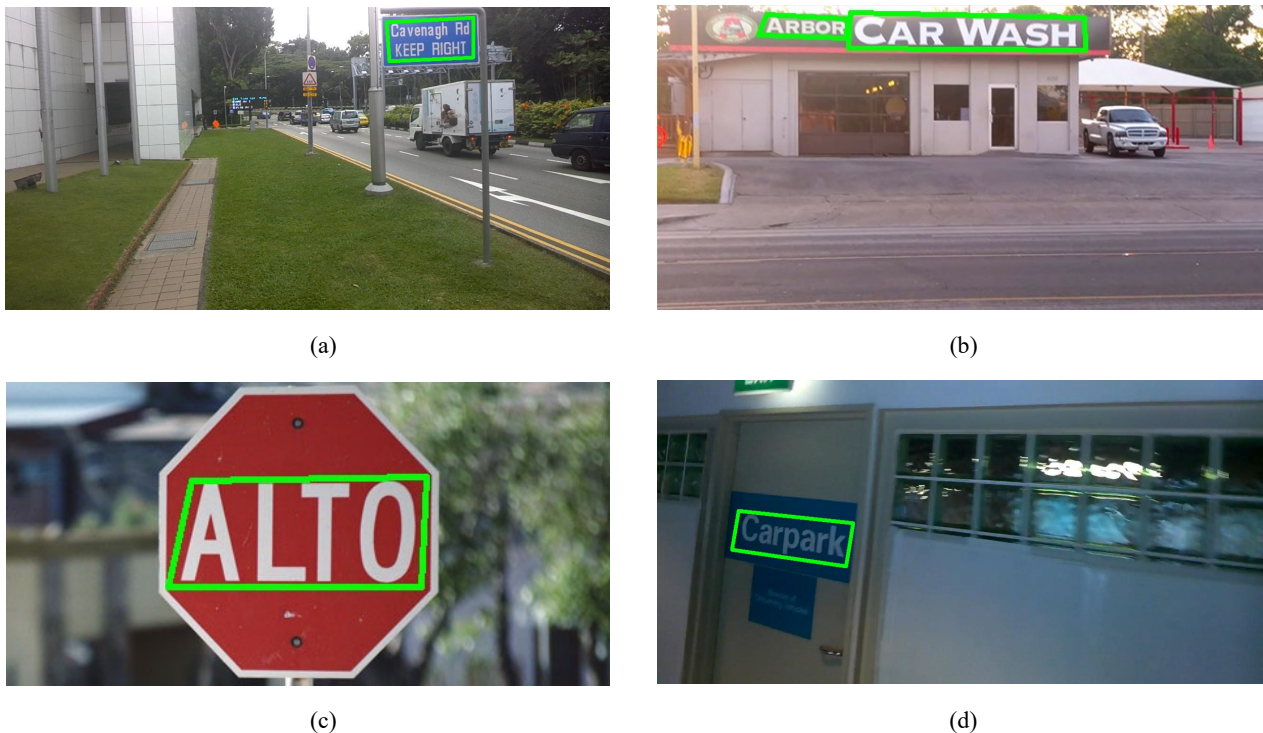 Cavenagh Rd
KEEP RIGHT
ARBOR CAR WASH
(a)
(b)
ALTO
Carpark
(c)
(d)